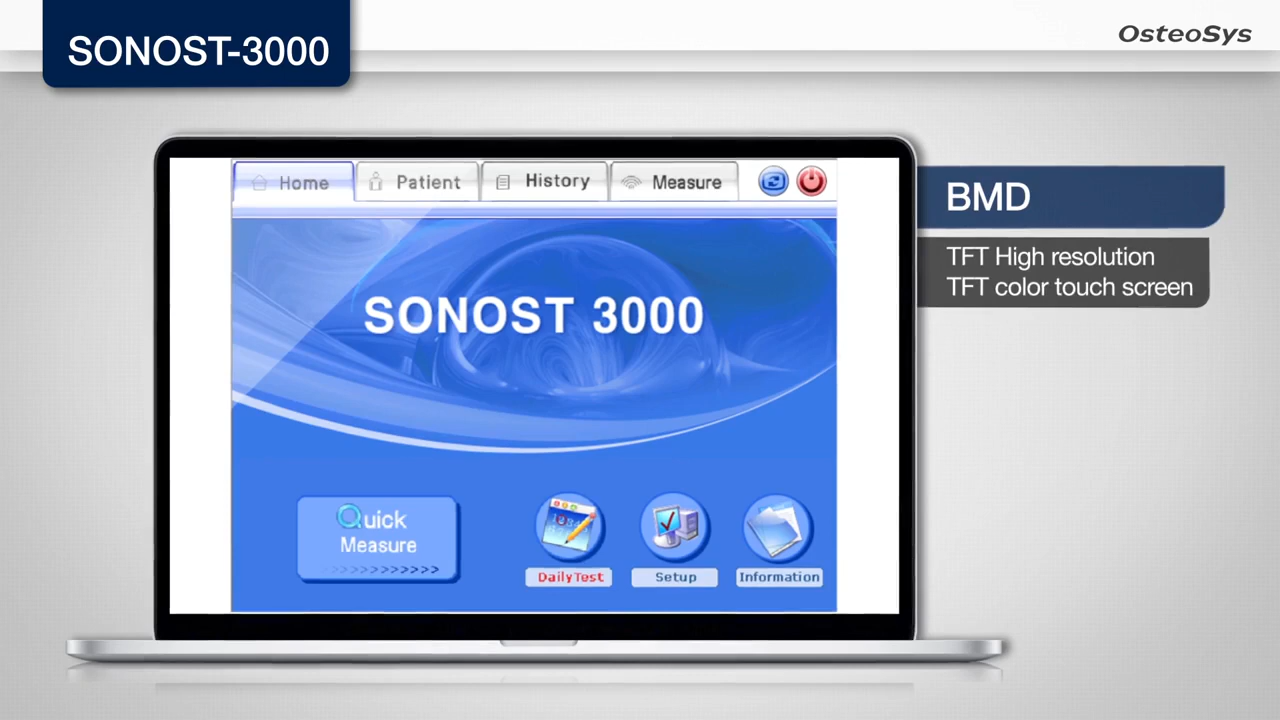 SONOST-3000
OsteoSys
Home
Patient
History
Measure
BMD
TFT High resolution
TFT color touch screen
SONOST 3000
Quick
Measure
>>>>>>>>>>>>
DailyTest
Setup
Information